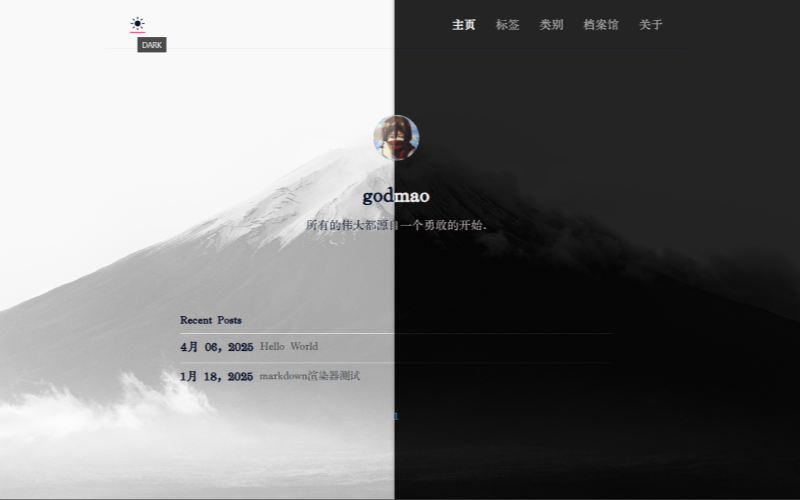 主页 标签 类别 档案馆 关于
DARK
godmao
所有的伟大都源自一个勇敢的开始。
Recent Posts
4月 06, 2025 Hello World
1月 18, 2025 markdown渲染器测试
1